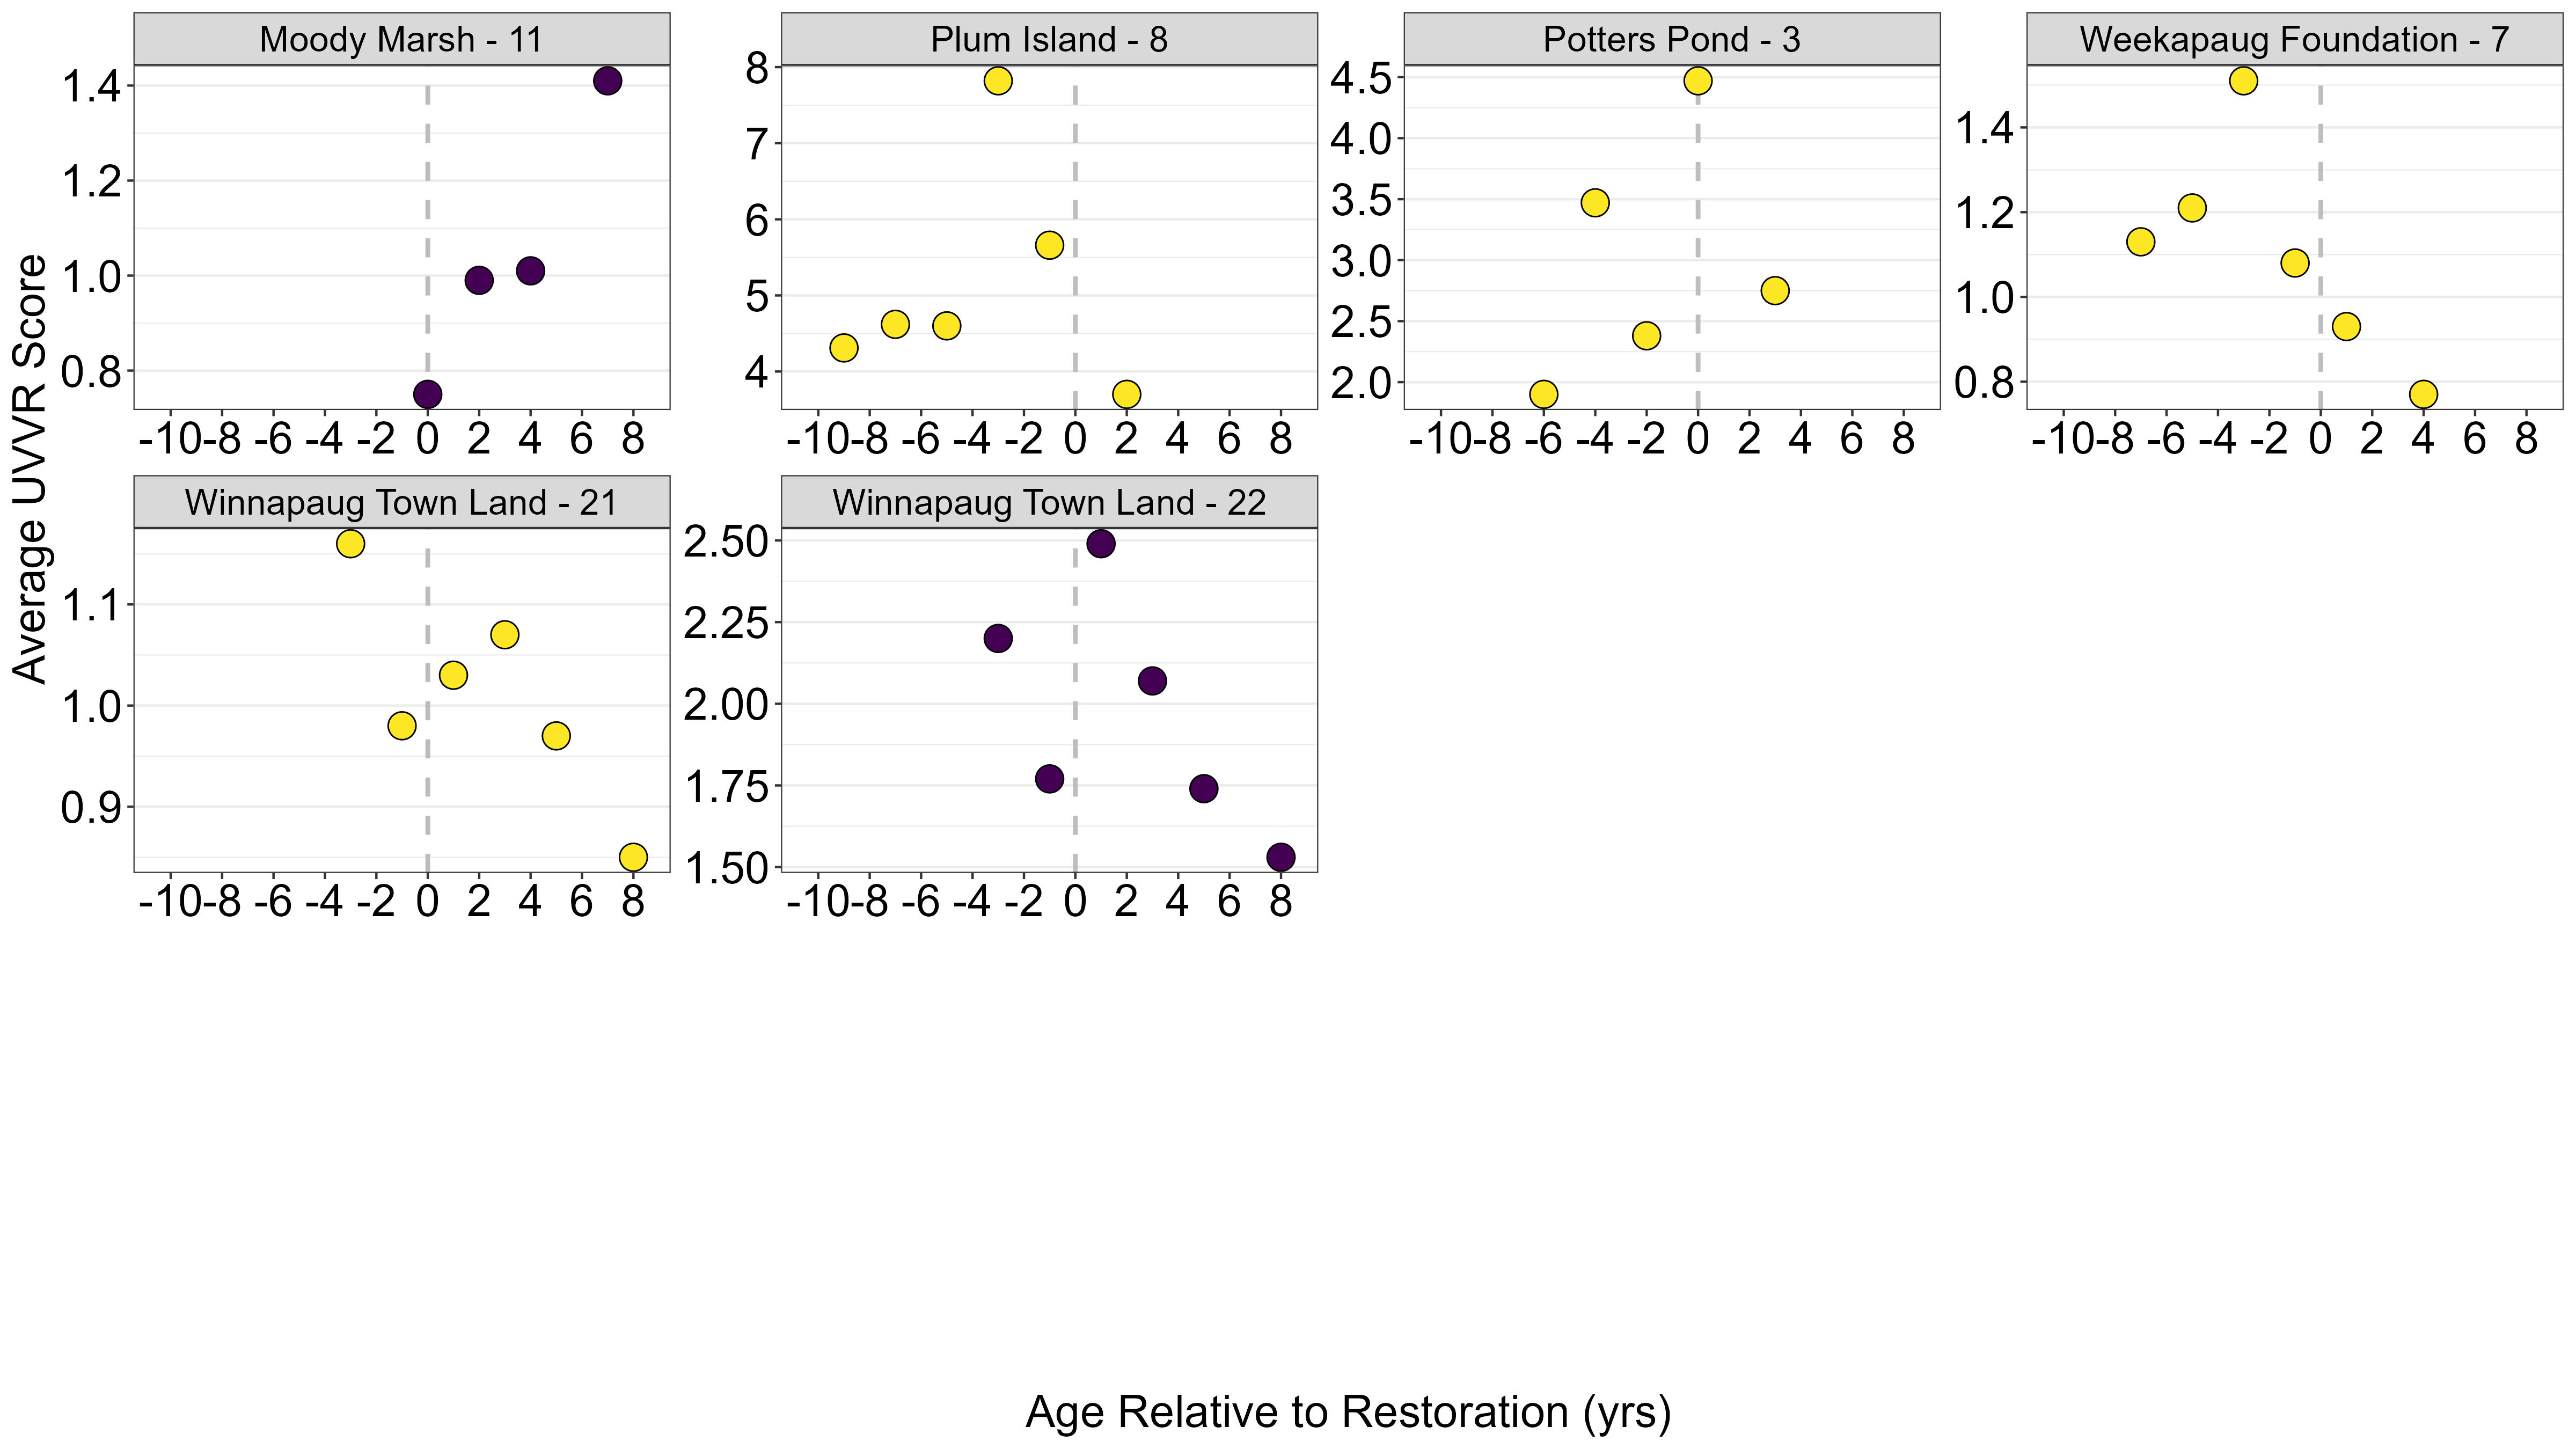 Moody Marsh - 11
Plum Island - 8
Potters Pond - 3
Weekapaug Foundation - 7
1.4
1.2
1.0
0.8
8
7
6
5
4
4.5
4.0
3.5
3.0
2.5
2.0
1.4
1.2
1.0
0.8
-10 -8 -6 -4 -2 0 2 4 6 8
-10 -8 -6 -4 -2 0 2 4 6 8
-10 -8 -6 -4 -2 0 2 4 6 8
-10 -8 -6 -4 -2 0 2 4 6 8
Average UVVR Score
Winnapaug Town Land - 21
Winnapaug Town Land - 22
1.1
1.0
0.9
2.50
2.25
2.00
1.75
1.50
-10 -8 -6 -4 -2 0 2 4 6 8
-10 -8 -6 -4 -2 0 2 4 6 8
Age Relative to Restoration (yrs)